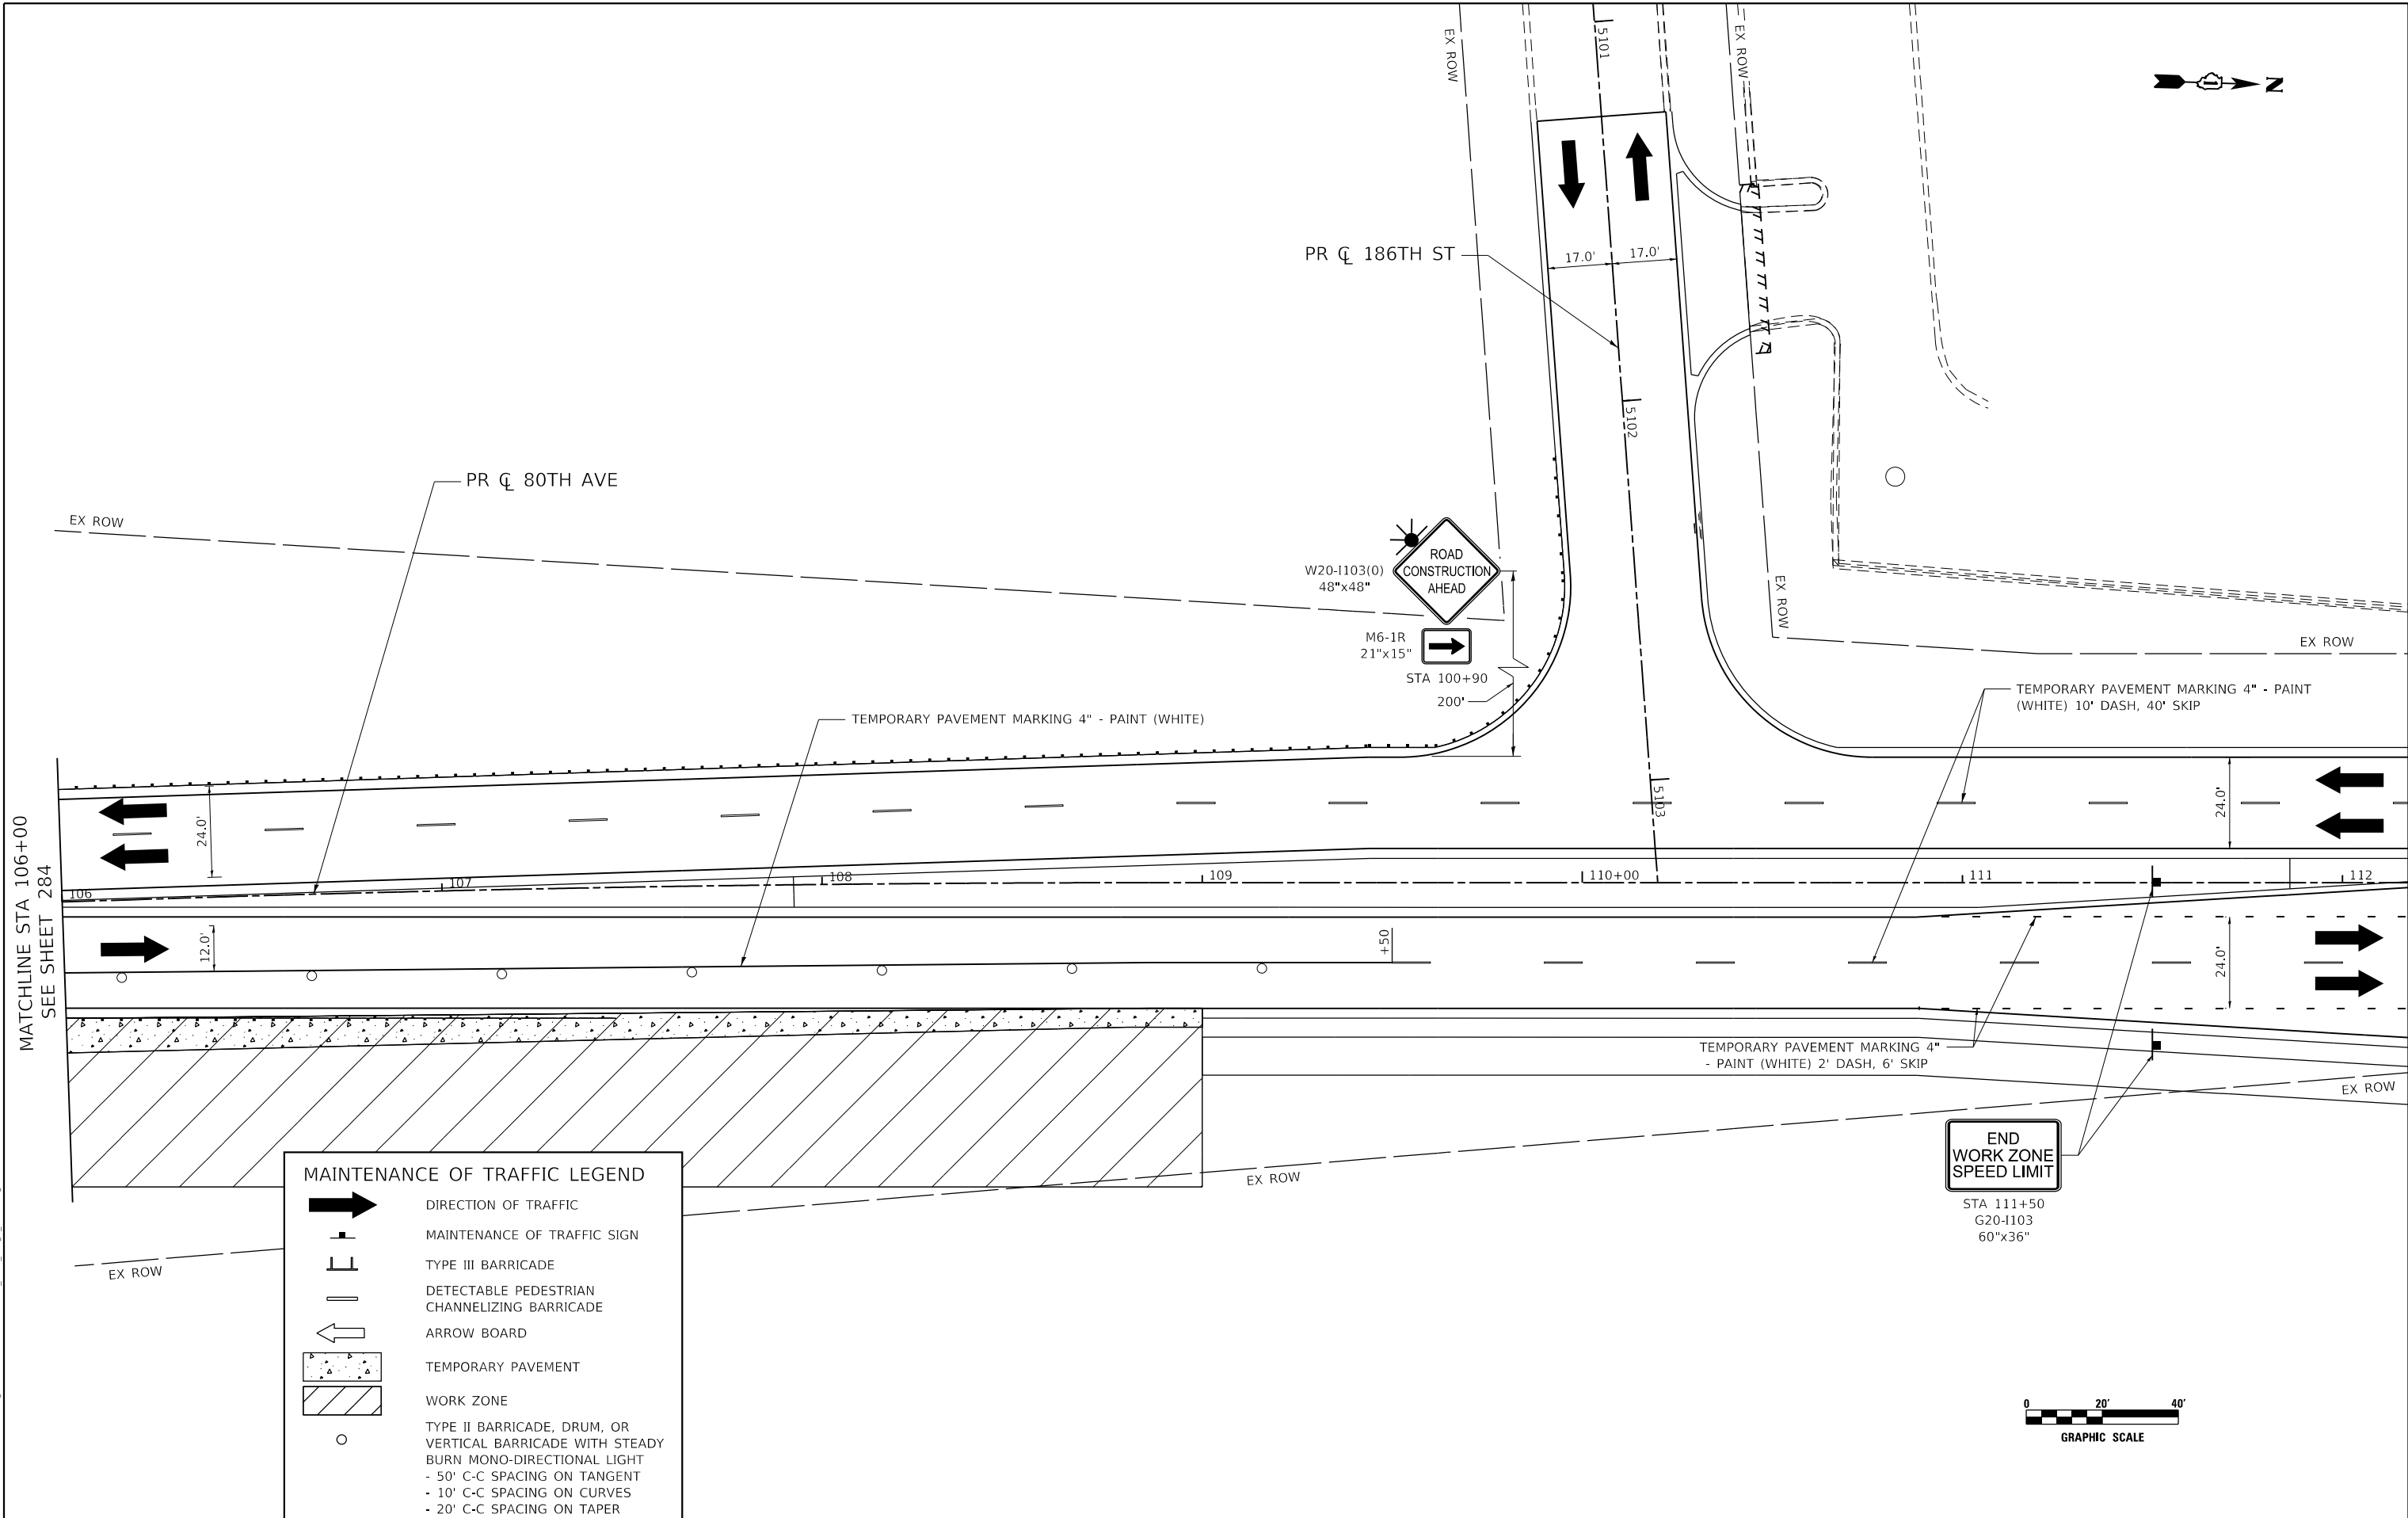 EX ROW
5101
EX ROW
N
PR ℄ 186TH ST
17.0'
17.0'
5102
PR ℄ 80TH AVE
EX ROW
W20-I103(0)
48"x48"
ROAD
CONSTRUCTION
AHEAD
M6-1R
21"x15"
STA 100+90
200'
EX ROW
EX ROW
TEMPORARY PAVEMENT MARKING 4" - PAINT (WHITE)
TEMPORARY PAVEMENT MARKING 4" - PAINT
(WHITE) 10' DASH, 40' SKIP
5103
24.0'
24.0'
MATCHLINE STA 106+00
SEE SHEET 284
106
107
108
109
110+00
111
112
12.0'
+50
24.0'
TEMPORARY PAVEMENT MARKING 4"
- PAINT (WHITE) 2' DASH, 6' SKIP
EX ROW
END
WORK ZONE
SPEED LIMIT
STA 111+50
G20-I103
60"x36"
EX ROW
EX ROW
MAINTENANCE OF TRAFFIC LEGEND
DIRECTION OF TRAFFIC
MAINTENANCE OF TRAFFIC SIGN
TYPE III BARRICADE
DETECTABLE PEDESTRIAN
CHANNELIZING BARRICADE
ARROW BOARD
TEMPORARY PAVEMENT
WORK ZONE
TYPE II BARRICADE, DRUM, OR
VERTICAL BARRICADE WITH STEADY
BURN MONO-DIRECTIONAL LIGHT
- 50' C-C SPACING ON TANGENT
- 10' C-C SPACING ON CURVES
- 20' C-C SPACING ON TAPER
0 20' 40'
GRAPHIC SCALE